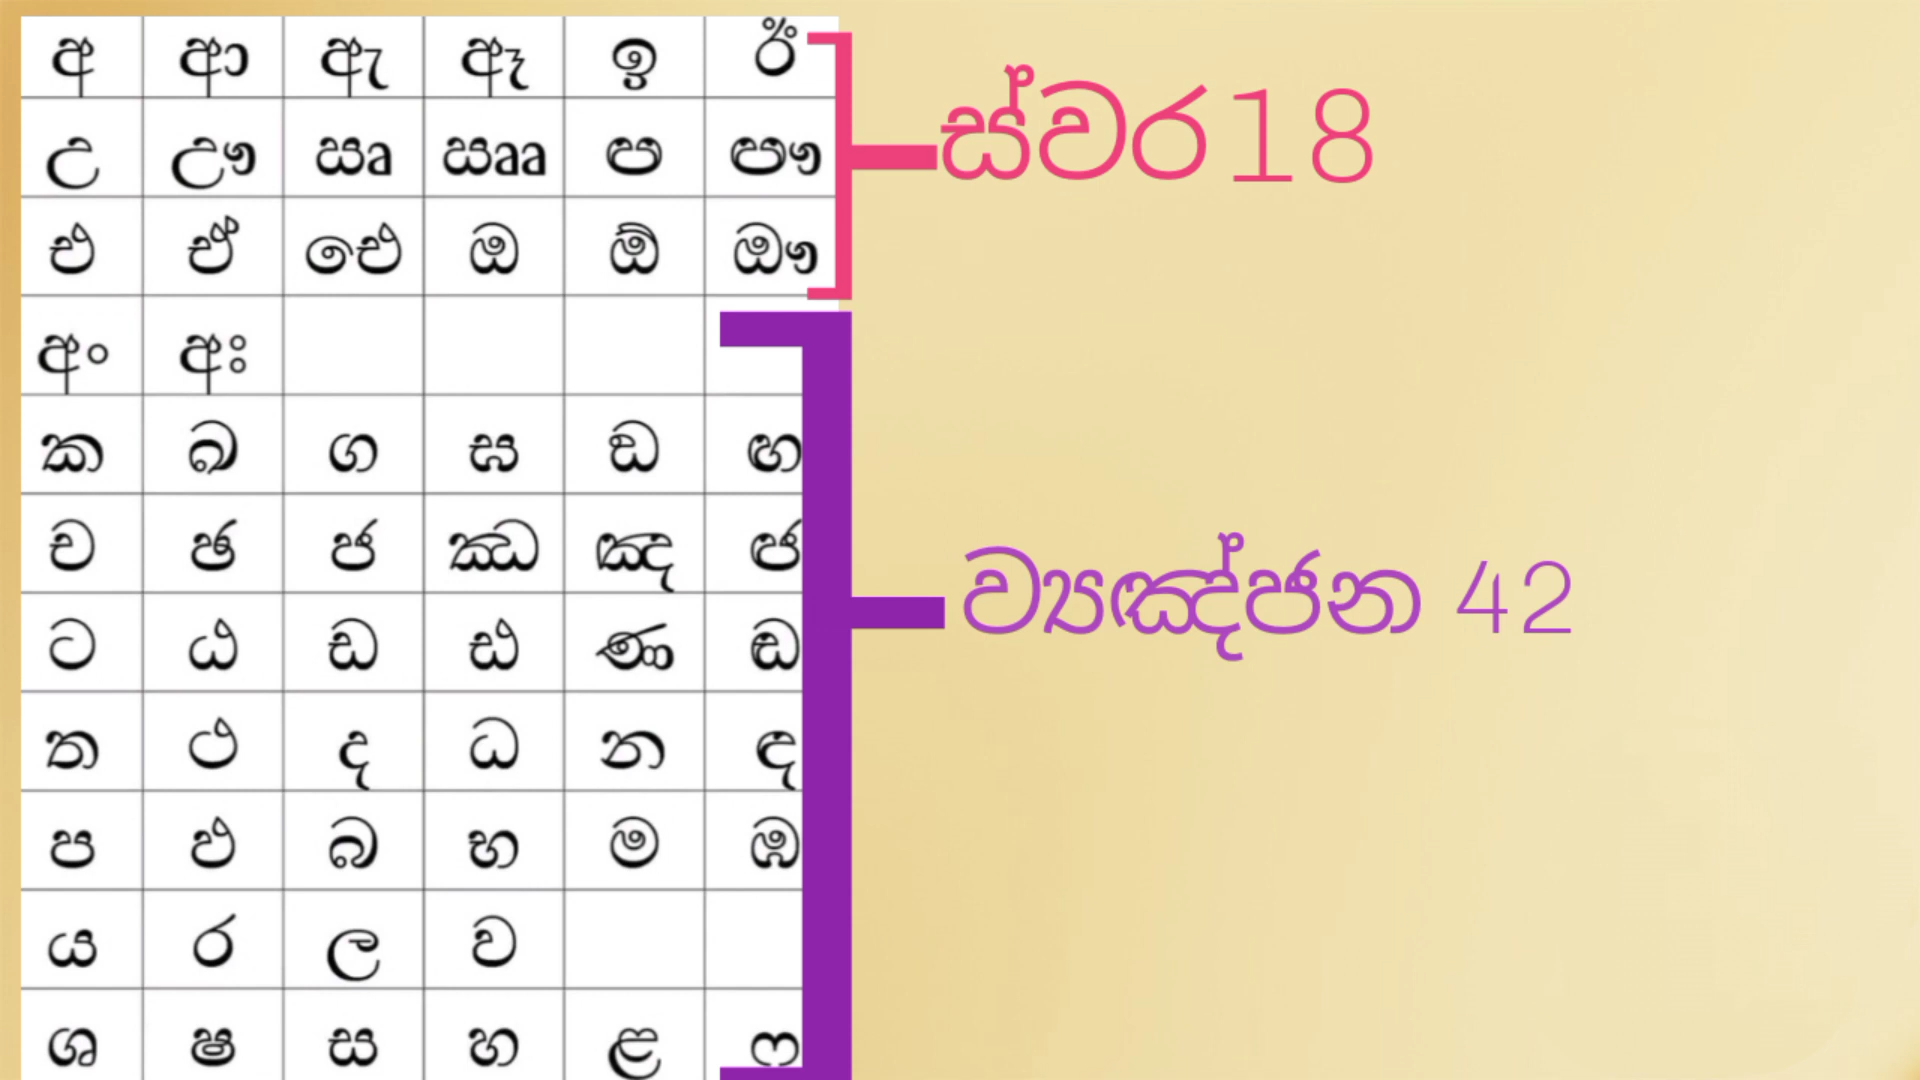 අ ආ ඇ ඈ ඉ ඊ
උ ඌ ඍ ඎ ඏ ඐ
එ ඒ ඓ ඔ ඕ ඖ
අං අඃ
ක ඛ ග ඝ ඞ ඟ
ච ඡ ජ ඣ ඤ ඦ
ට ඨ ඩ ඪ ණ ඬ
ත ථ ද ධ න ඳ
ප ඵ බ භ ම ඹ
ය ර ල ව
ශ ෂ ස හ ළ ෆ
ස්වර 18
ව්‍යඤ්ජන 42